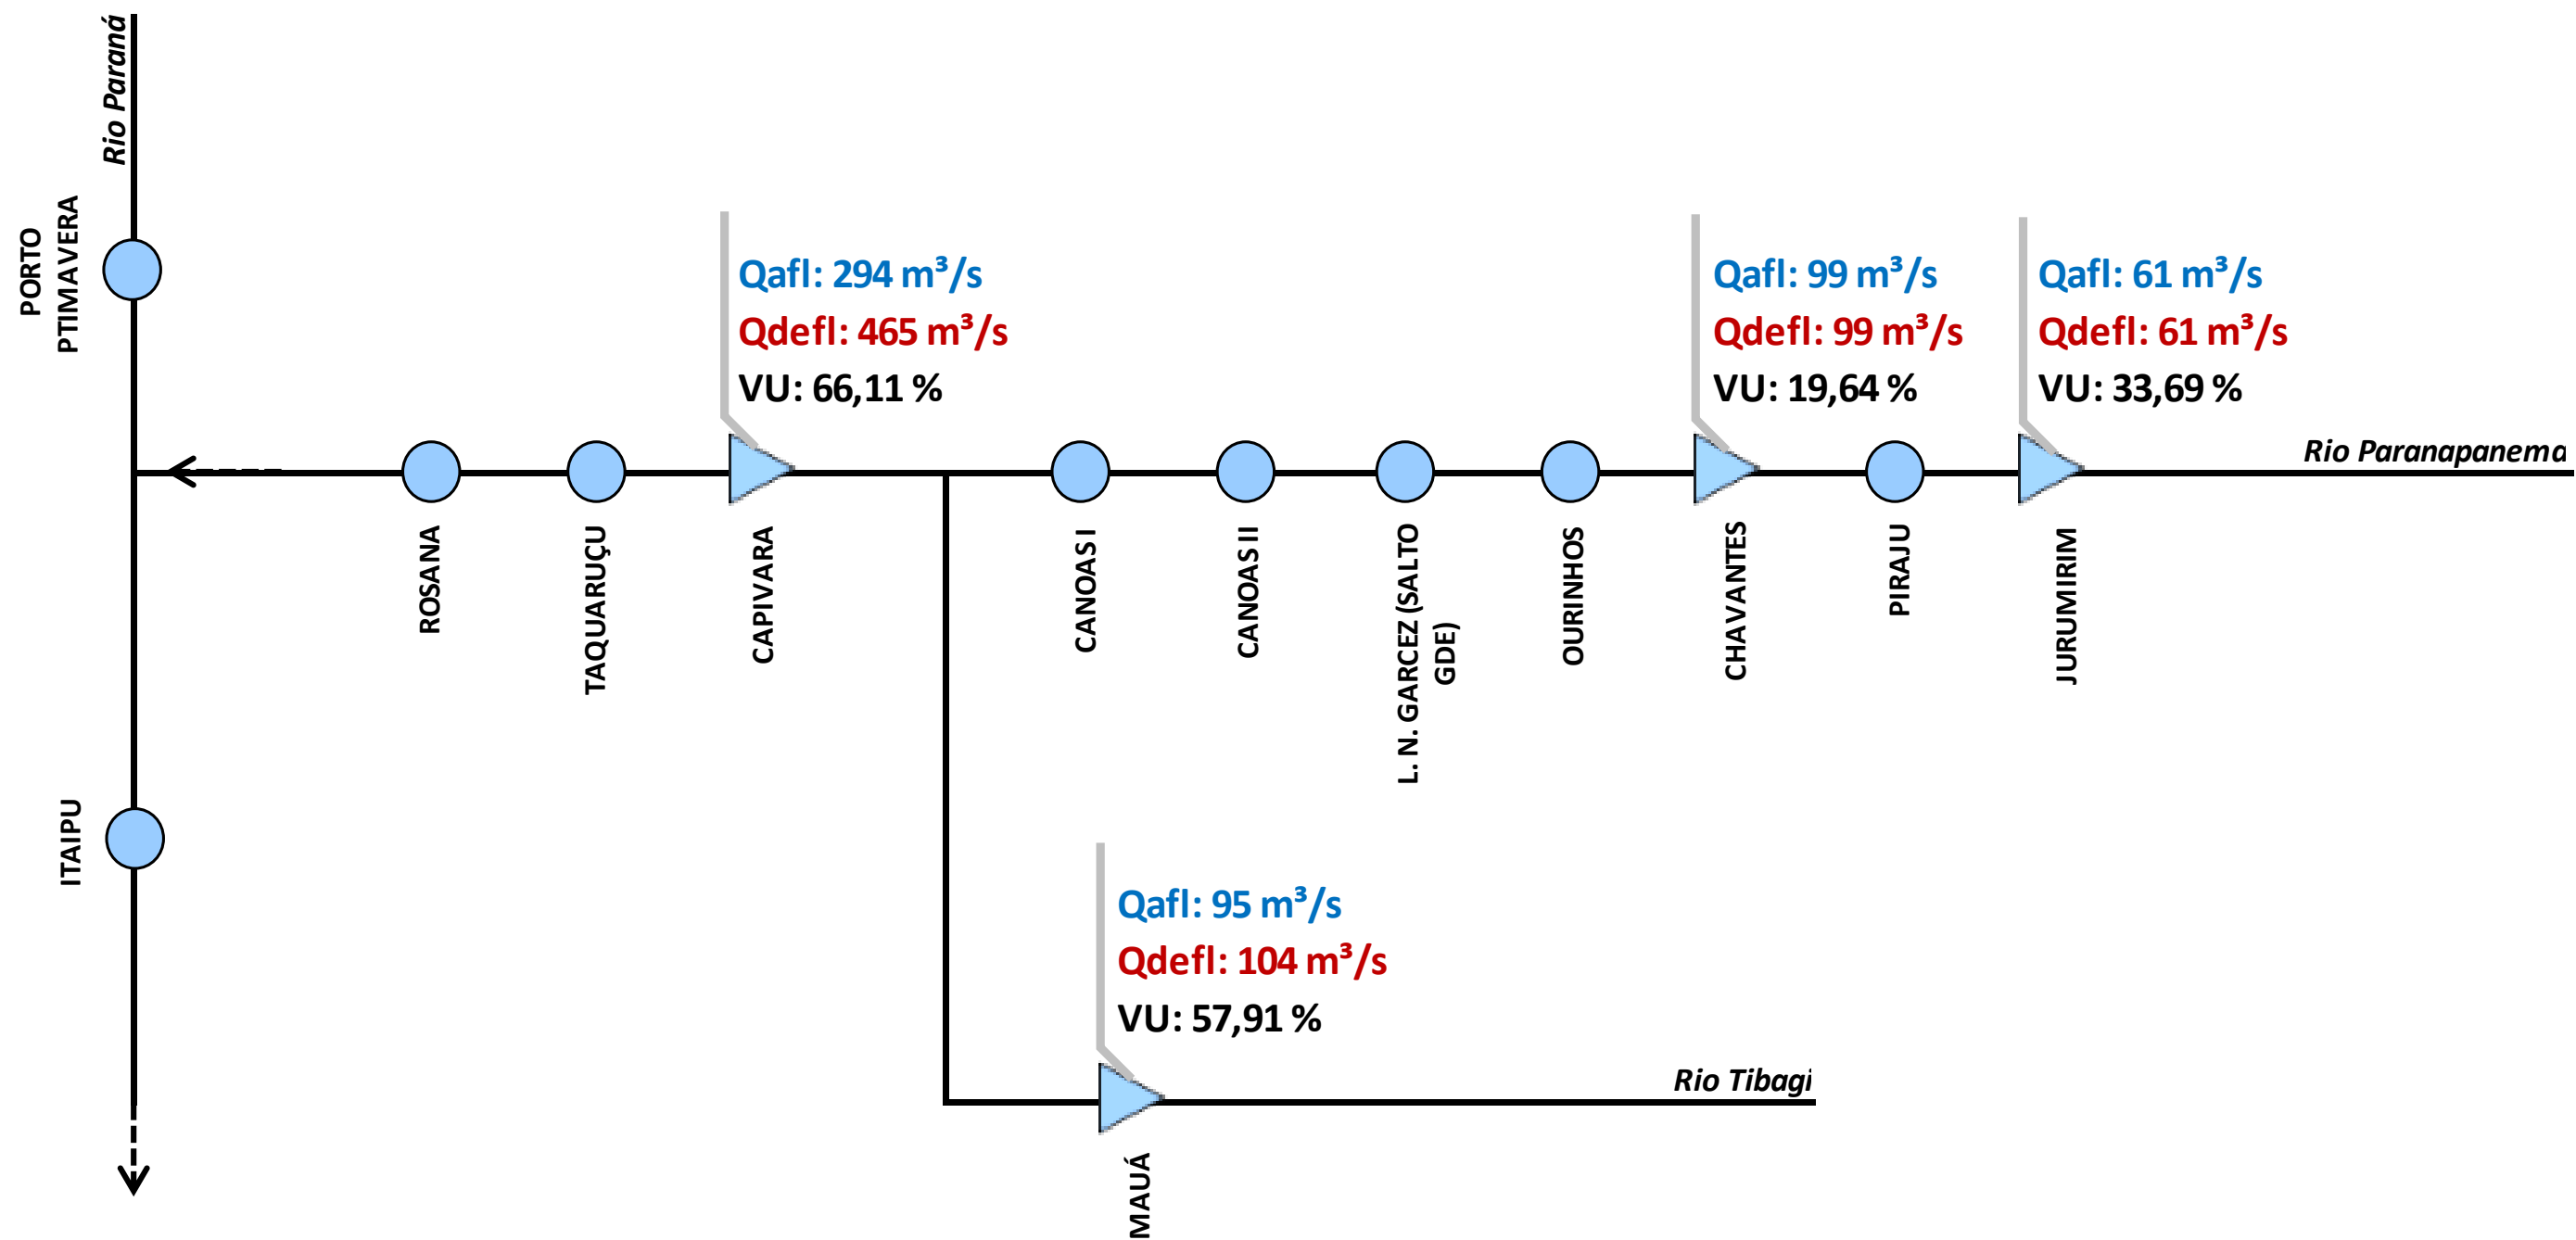 Rio Paraná
PORTO
PTIMAVERA
Qafl: 294 m³/s
Qdefl: 465 m³/s
VU: 66,11 %
Qafl: 99 m³/s
Qdefl: 99 m³/s
VU: 19,64 %
Qafl: 61 m³/s
Qdefl: 61 m³/s
VU: 33,69 %
Rio Paranapanema
ROSANA
TAQUARUÇU
CAPIVARA
CANOAS I
CANOAS II
L. N. GARCEZ (SALTO
GDE)
OURINHOS
CHAVANTES
PIRAJU
JURUMIRIM
ITAIPU
Qafl: 95 m³/s
Qdefl: 104 m³/s
VU: 57,91 %
Rio Tibagi
MAUÁ